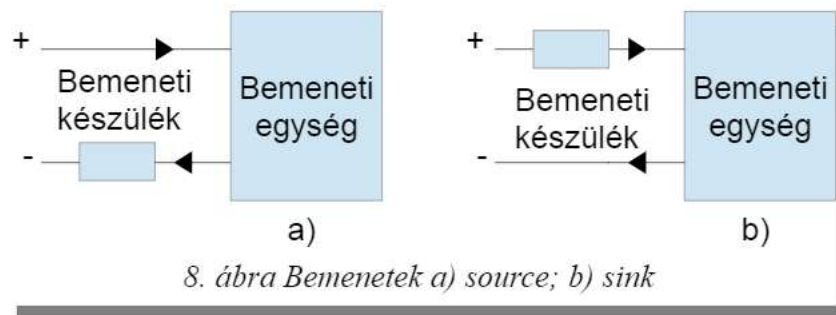 +
Bemeneti
készülék
-
Bemeneti
egység
a)
+
Bemeneti
készülék
-
Bemeneti
egység
b)
8. ábra Bemenetek a) source; b) sink